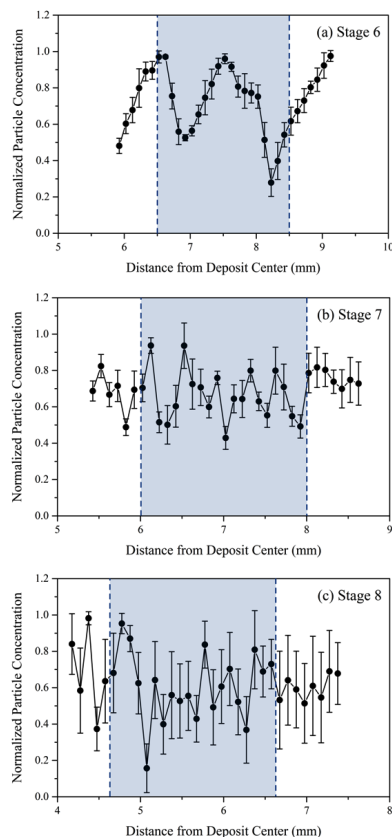 (a) Stage 6
Normalized Particle Concentration
1.2
1.0
0.8
0.6
0.4
0.2
0.0
5 6 7 8 9 10
Distance from Deposit Center (mm)
(b) Stage 7
Normalized Particle Concentration
1.2
1.0
0.8
0.6
0.4
0.2
0.0
5 6 7 8 9
Distance from Deposit Center (mm)
(c) Stage 8
Normalized Particle Concentration
1.2
1.0
0.8
0.6
0.4
0.2
0.0
4 5 6 7 8
Distance from Deposit Center (mm)